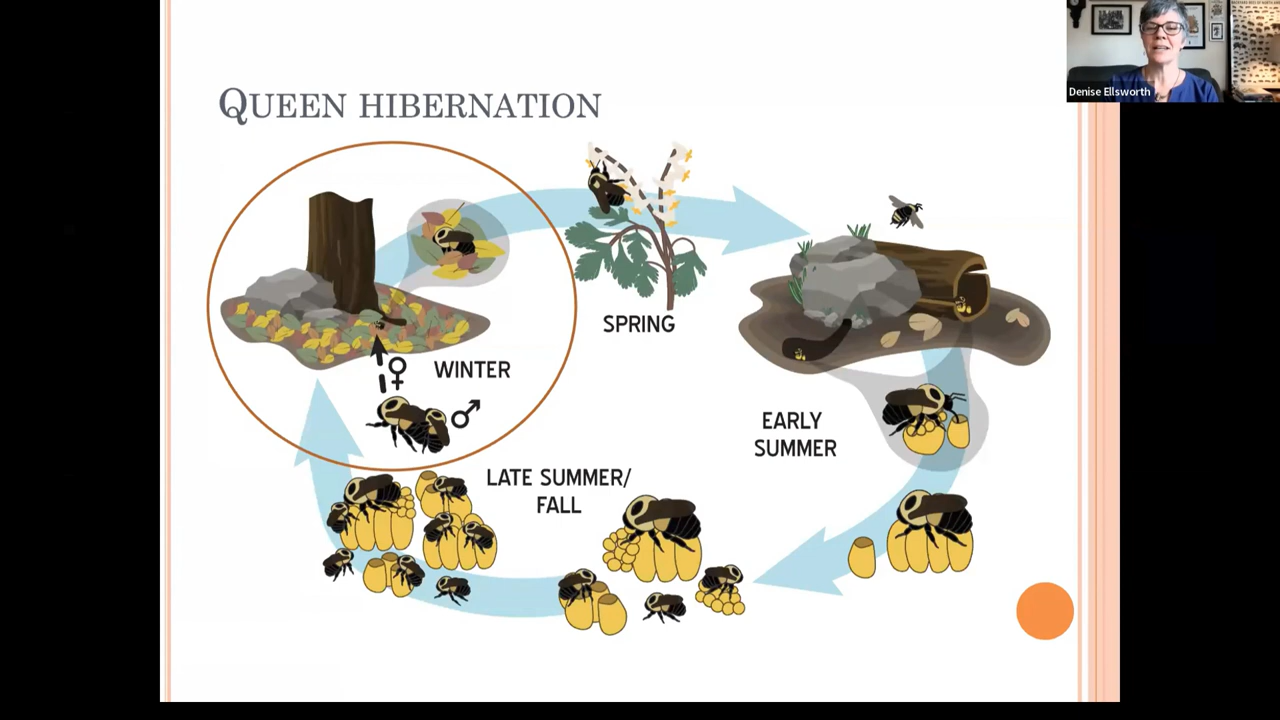 Denise Ellsworth
QUEEN HIBERNATION
SPRING
WINTER
♀
♂
EARLY
SUMMER
LATE SUMMER/
FALL